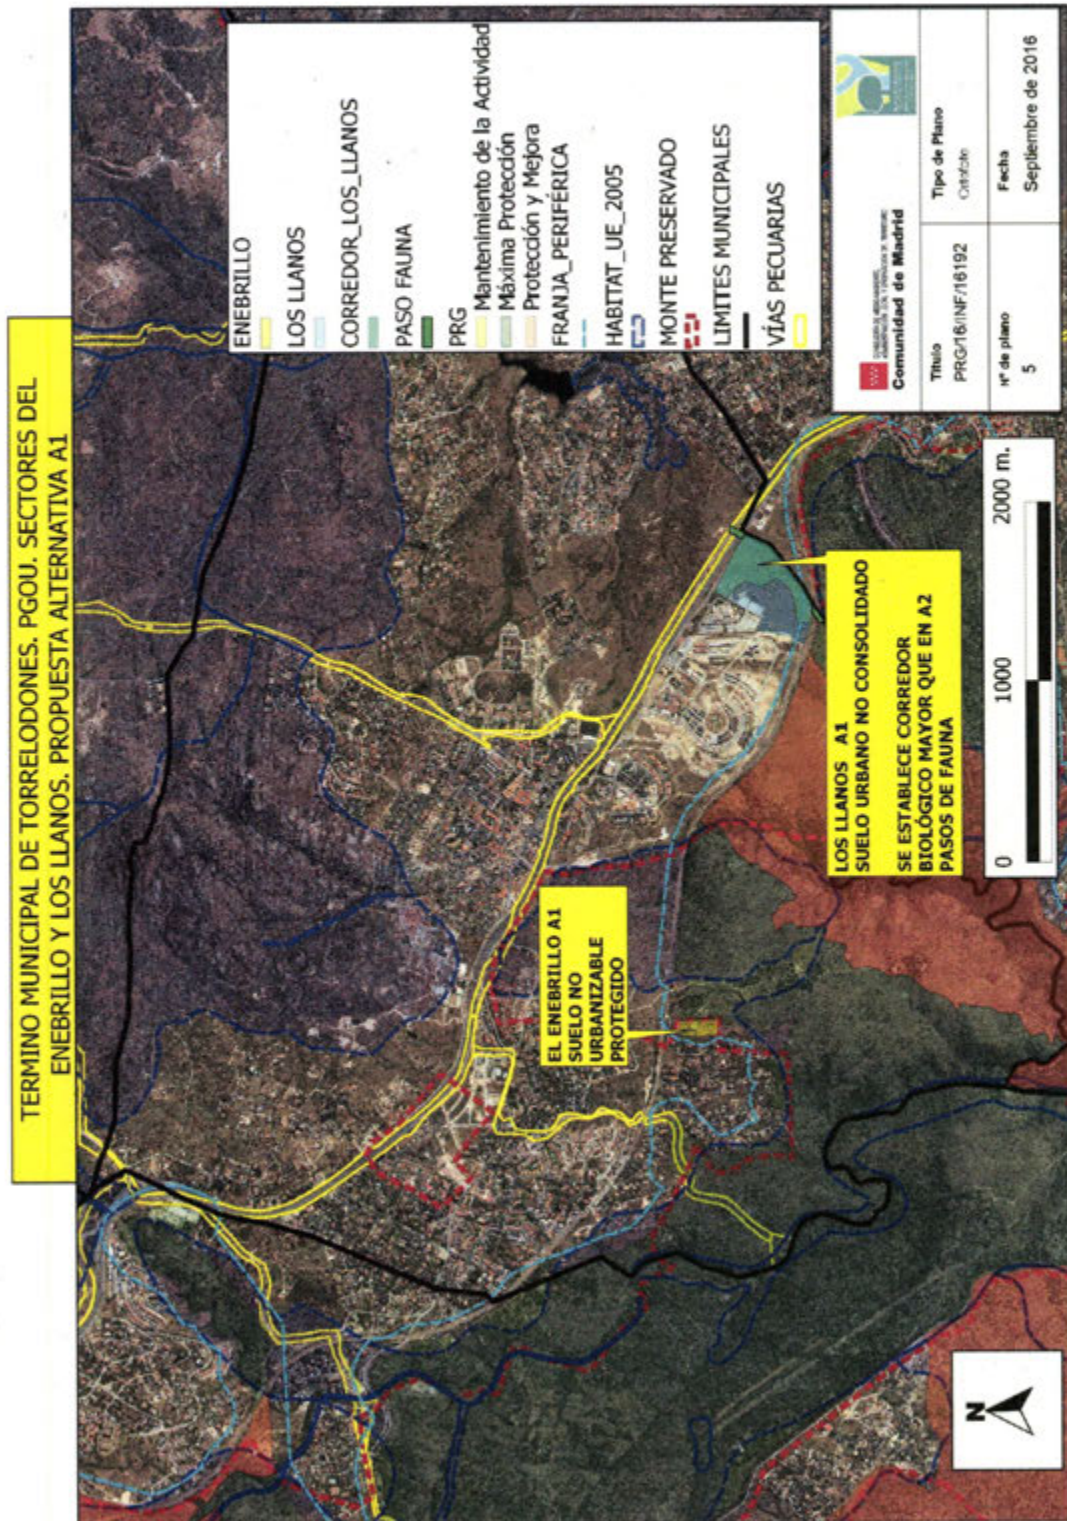 TERMINO MUNICIPAL DE TORRELODONES. PGOU. SECTORES DEL
ENEBRILLO Y LOS LLANOS. PROPUESTA ALTERNATIVA A1
ENEBRILLO
LOS LLANOS
CORREDOR_LOS_LLANOS
PASO FAUNA
PRG
Mantenimiento de la Actividad
Máxima Protección
Protección y Mejora
FRANJA_PERIFÉRICA
HABITAT_UE_2005
MONTE PRESERVADO
LIMITES MUNICIPALES
VÍAS PECUARIAS
EL ENEBRILLO A1
SUELO NO
URBANIZABLE
PROTEGIDO
LOS LLANOS A1
SUELO URBANO NO CONSOLIDADO
SE ESTABLECE CORREDOR
BIOLÓGICO MAYOR QUE EN A2
PASOS DE FAUNA
N
0 1000 2000 m.
Comunidad de Madrid
Título
PRG/16/INF/16192
Tipo de Plano
Ortofoto
Nº de plano
5
Fecha
Septiembre de 2016